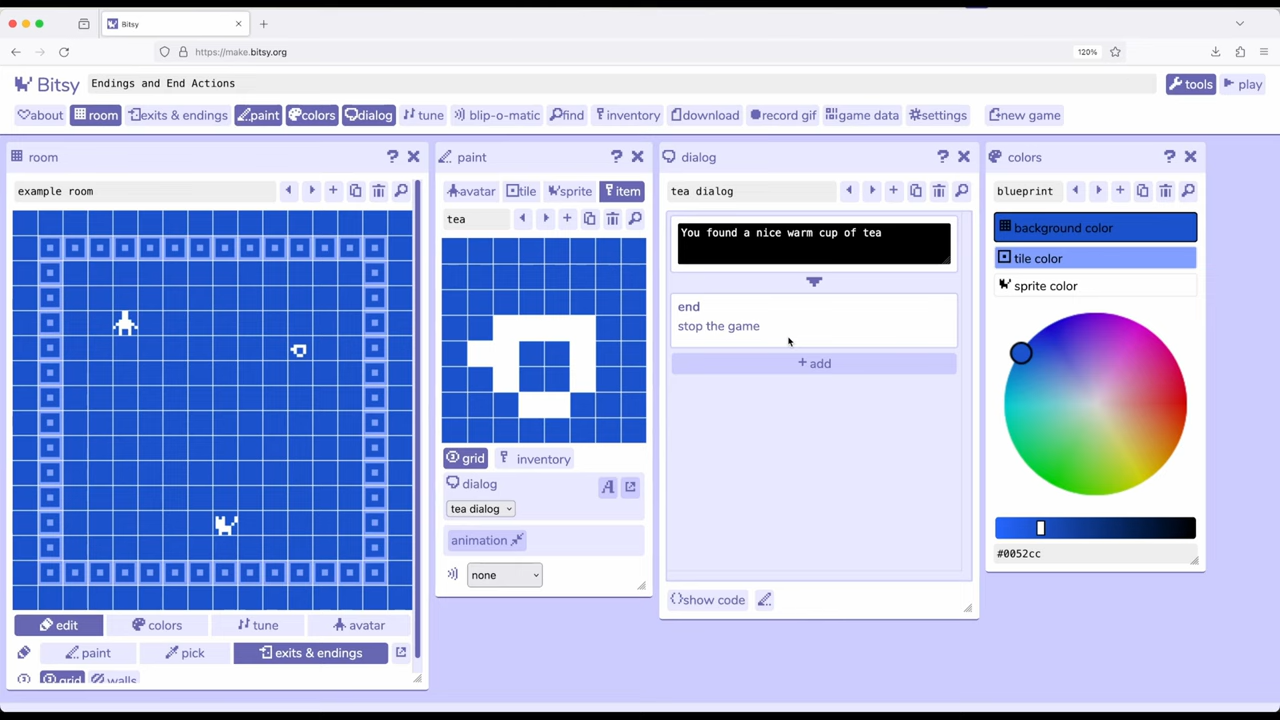 Bitsy
https://make.bitsy.org
120%
Bitsy
Endings and End Actions
tools
play
about
room
exits & endings
paint
colors
dialog
tune
blip-o-matic
find
inventory
download
record gif
game data
settings
new game
room
?
example room
edit
colors
tune
avatar
paint
pick
exits & endings
grid
walls
paint
?
avatar
tile
sprite
item
tea
grid
inventory
dialog
A
tea dialog
animation
none
dialog
?
tea dialog
You found a nice warm cup of tea
end
stop the game
+ add
show code
colors
?
blueprint
background color
tile color
sprite color
#0052cc